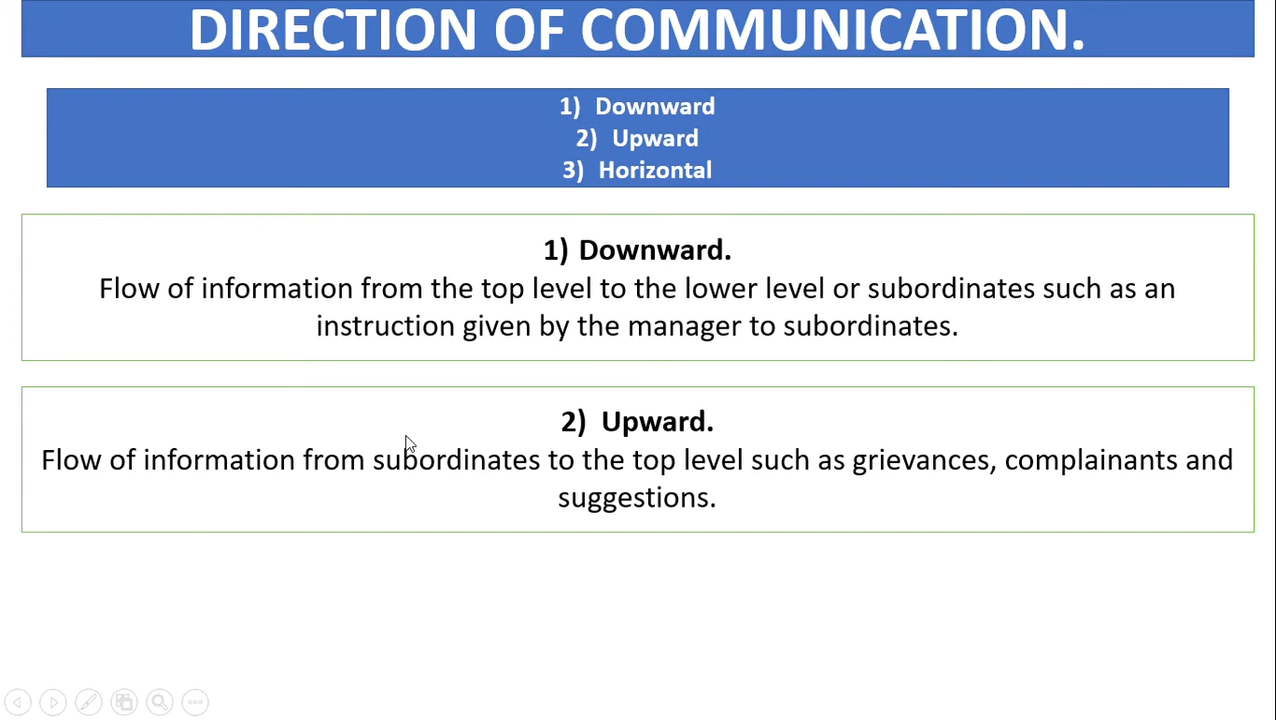 DIRECTION OF COMMUNICATION.
1) Downward
2) Upward
3) Horizontal
1) Downward.
Flow of information from the top level to the lower level or subordinates such as an
instruction given by the manager to subordinates.
2) Upward.
Flow of information from subordinates to the top level such as grievances, complainants and
suggestions.